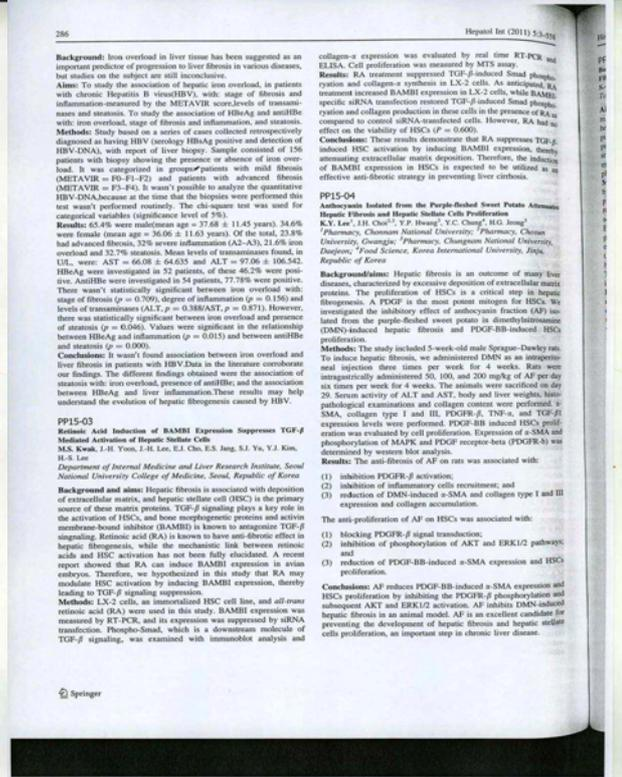 286
Hepatol Int (2011) 5:3–558
Background: Iron overload in liver tissue has been suggested as an
important predictor of progression to liver fibrosis in various diseases,
but studies on the subject are still inconclusive.
Aims: To study the association of hepatic iron overload, in patients
with chronic Hepatitis B virus(HBV), with: stage of fibrosis and
inflammation-measured by the METAVIR score,levels of transami-
nases and steatosis. To study the association of HBeAg and antiHBe
with: iron overload, stage of fibrosis and inflammation, and steatosis.
Methods: Study based on a series of cases collected retrospectively
diagnosed as having HBV (serology HBsAg positive and detection of
HBV-DNA), with report of liver biopsy. Sample consisted of 156
patients with biopsy showing the presence or absence of iron over-
load. It was categorized in groups patients with mild fibrosis
(METAVIR = F0–F1–F2) and patients with advanced fibrosis
(METAVIR = F3–F4). It wasn't possible to analyze the quantitative
HBV-DNA,because at the time that the biopsies were performed this
test wasn't performed routinely. The chi-square test was used for
categorical variables (significance level of 5%).
Results: 65.4% were male(mean age = 37.68 ± 11.45 years). 34.6%
were female (mean age = 36.06 ± 11.63 years). Of the total, 23.8%
had advanced fibrosis, 32% severe inflammation (A2–A3), 21.6% iron
overload and 32.7% steatosis. Mean levels of transaminases found, in
U/L, were: AST = 66.08 ± 64.635 and ALT = 97.06 ± 106.542.
HBeAg were investigated in 52 patients, of these 46.2% were posi-
tive. AntiHBe were investigated in 54 patients, 77.78% were positive.
There wasn't statistically significant between iron overload with:
stage of fibrosis (p = 0.709), degree of inflammation (p = 0.156) and
levels of transaminases (ALT, p = 0.388/AST, p = 0.871). However,
there was statistically significant between iron overload and presence
of steatosis (p = 0.046). Values were significant in the relationship
between HBeAg and inflammation (p = 0.015) and between antiHBe
and steatosis (p = 0.000).
Conclusions: It wasn't found association between iron overload and
liver fibrosis in patients with HBV.Data in the literature corroborate
our findings. The different findings obtained were the association of
steatosis with: iron overload, presence of antiHBe; and the association
between HBeAg and liver inflammation.These results may help
understand the evolution of hepatic fibrogenesis caused by HBV.
PP15-03
Retinoic Acid Induction of BAMBI Expression Suppresses TGF-β
Mediated Activation of Hepatic Stellate Cells
M.S. Kwak, J.-H. Yoon, J.-H. Lee, E.J. Cho, E.S. Jang, S.J. Yu, Y.J. Kim,
H.-S. Lee
Department of Internal Medicine and Liver Research Institute, Seoul
National University College of Medicine, Seoul, Republic of Korea
Background and aims: Hepatic fibrosis is associated with deposition
of extracellular matrix, and hepatic stellate cell (HSC) is the primary
source of these matrix proteins. TGF-β signaling plays a key role in
the activation of HSCs, and bone morphogenetic proteins and activin
membrane-bound inhibitor (BAMBI) is known to antagonize TGF-β
singnaling. Retinoic acid (RA) is known to have anti-fibrotic effect in
hepatic fibrogenesis, while the mechanistic link between retinoic
acids and HSC activation has not been fully elucidated. A recent
report showed that RA can induce BAMBI expression in avian
embryos. Therefore, we hypothesized in this study that RA may
modulate HSC activation by inducing BAMBI expression, thereby
leading to TGF-β signaling suppression.
Methods: LX-2 cells, an immortalized HSC cell line, and all-trans
retinoic acid (RA) were used in this study. BAMBI expression was
measured by RT-PCR, and its expression was suppressed by siRNA
transfection. Phospho-Smad, which is a downstream molecule of
TGF-β signaling, was examined with immunoblot analysis and
collagen-α expression was evaluated by real time RT-PCR and
ELISA. Cell proliferation was measured by MTS assay.
Results: RA treatment suppressed TGF-β-induced Smad phospho-
ryation and collagen-α synthesis in LX-2 cells. As anticipated, RA
treatment increased BAMBI expression in LX-2 cells, while BAMBI-
specific siRNA transfection restored TGF-β-induced Smad phospho-
ryation and collagen production in these cells in the presence of RA as
compared to control siRNA-transfected cells. However, RA had no
effect on the viability of HSCs (P = 0.600).
Conclusions: These results demonstrate that RA suppresses TGF-β-
induced HSC activation by inducing BAMBI expression, thereby
attenuating extracellular matrix deposition. Therefore, the induction
of BAMBI expression in HSCs is expected to be utilized as an
effective anti-fibrotic strategy in preventing liver cirrhosis.
PP15-04
Anthocyanin Isolated from the Purple-fleshed Sweet Potato Attenuates
Hepatic Fibrosis and Hepatic Stellate Cells Proliferation
K.Y. Lee, J.H. Choi, Y.P. Hwang, Y.C. Chung, H.G. Jeong
Pharmacy, Chonnam National University; Pharmacy, Chosun
University, Gwangju; Pharmacy, Chungnam National University,
Daejeon; Food Science, Korea International University, Jinju,
Republic of Korea
Background/aims: Hepatic fibrosis is an outcome of many liver
diseases, characterized by excessive deposition of extracellular matrix
proteins. The proliferation of HSCs is a critical step in hepatic
fibrogenesis. A PDGF is the most potent mitogen for HSCs. We
investigated the inhibitory effect of anthocyanin fraction (AF) iso-
lated from the purple-fleshed sweet potato in dimethylnitrosamine
(DMN)-induced hepatic fibrosis and PDGF-BB-induced HSCs
proliferation.
Methods: The study included 5-week-old male Sprague–Dawley rats.
To induce hepatic fibrosis, we administered DMN as an intraperito-
neal injection three times per week for 4 weeks. Rats were
intragastrically administered 50, 100, and 200 mg/kg of AF per day
six times per week for 4 weeks. The animals were sacrificed on day
29. Serum activity of ALT and AST, body and liver weights, histo-
pathological examinations and collagen content were performed. α-
SMA, collagen type I and III, PDGFR-β, TNF-α, and TGF-β1
expression levels were performed. PDGF-BB induced HSCs prolif-
eration was evaluated by cell proliferation. Expression of α-SMA and
phosphorylation of MAPK and PDGF receptor-beta (PDGFR-b) was
determined by western blot analysis.
Results: The anti-fibrosis of AF on rats was associated with:
(1) inhibition PDGFR-β activation;
(2) inhibition of inflammatory cells recruitment; and
(3) reduction of DMN-induced α-SMA and collagen type I and III
expression and collagen accumulation.
The anti-proliferation of AF on HSCs was associated with:
(1) blocking PDGFR-β signal transduction;
(2) inhibition of phosphorylation of AKT and ERK1/2 pathways;
and
(3) reduction of PDGF-BB-induced α-SMA expression and HSCs
proliferation.
Conclusions: AF reduces PDGF-BB-induced α-SMA expression and
HSCs proliferation by inhibiting the PDGFR-β phosphorylation and
subsequent AKT and ERK1/2 activation. AF inhibits DMN-induced
hepatic fibrosis in an animal model. AF is an excellent candidate for
preventing the development of hepatic fibrosis and hepatic stellate
cells proliferation, an important step in chronic liver disease.
Springer